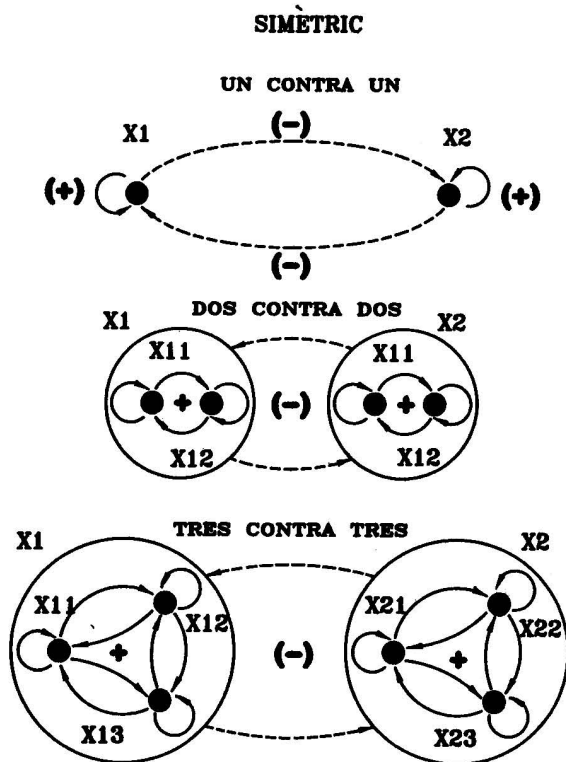 SIMÈTRIC
UN CONTRA UN
X1 (-) X2
(+) (+)
(-)
DOS CONTRA DOS
X1 X2
X11 X11
+ (-) +
X12 X12
TRES CONTRA TRES
X1 X2
X11 X12 X21 X22
+ (-) +
X13 X23